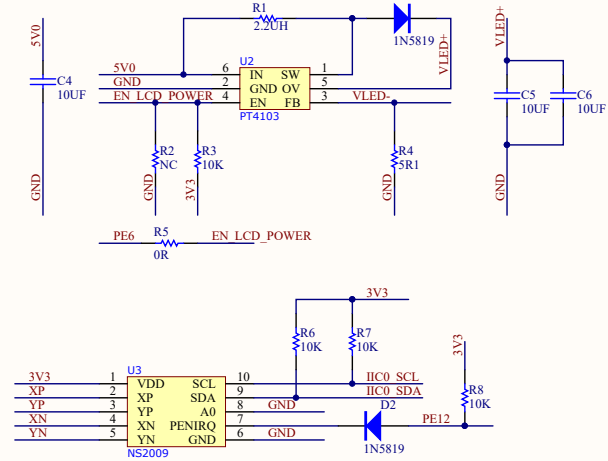 R1
2.2UH
1N5819
5V0
VLED+
VLED+
U2
5V0 6 IN SW 1
GND 2 GND OV 5
EN_LCD_POWER 4 EN FB 3 VLED-
PT4103
C4
10UF
C5
10UF
C6
10UF
R2
NC
R3
10K
R4
5R1
GND
GND
3V3
GND
GND
PE6 R5 EN_LCD_POWER
0R
3V3
R6
10K
R7
10K
3V3
U3
3V3 1 VDD SCL 10 IIC0_SCL
XP 2 XP SDA 9 IIC0_SDA
YP 3 YP A0 8 GND
XN 4 XN PENIRQ 7
YN 5 YN GND 6 GND
NS2009
D2
1N5819
PE12
R8
10K